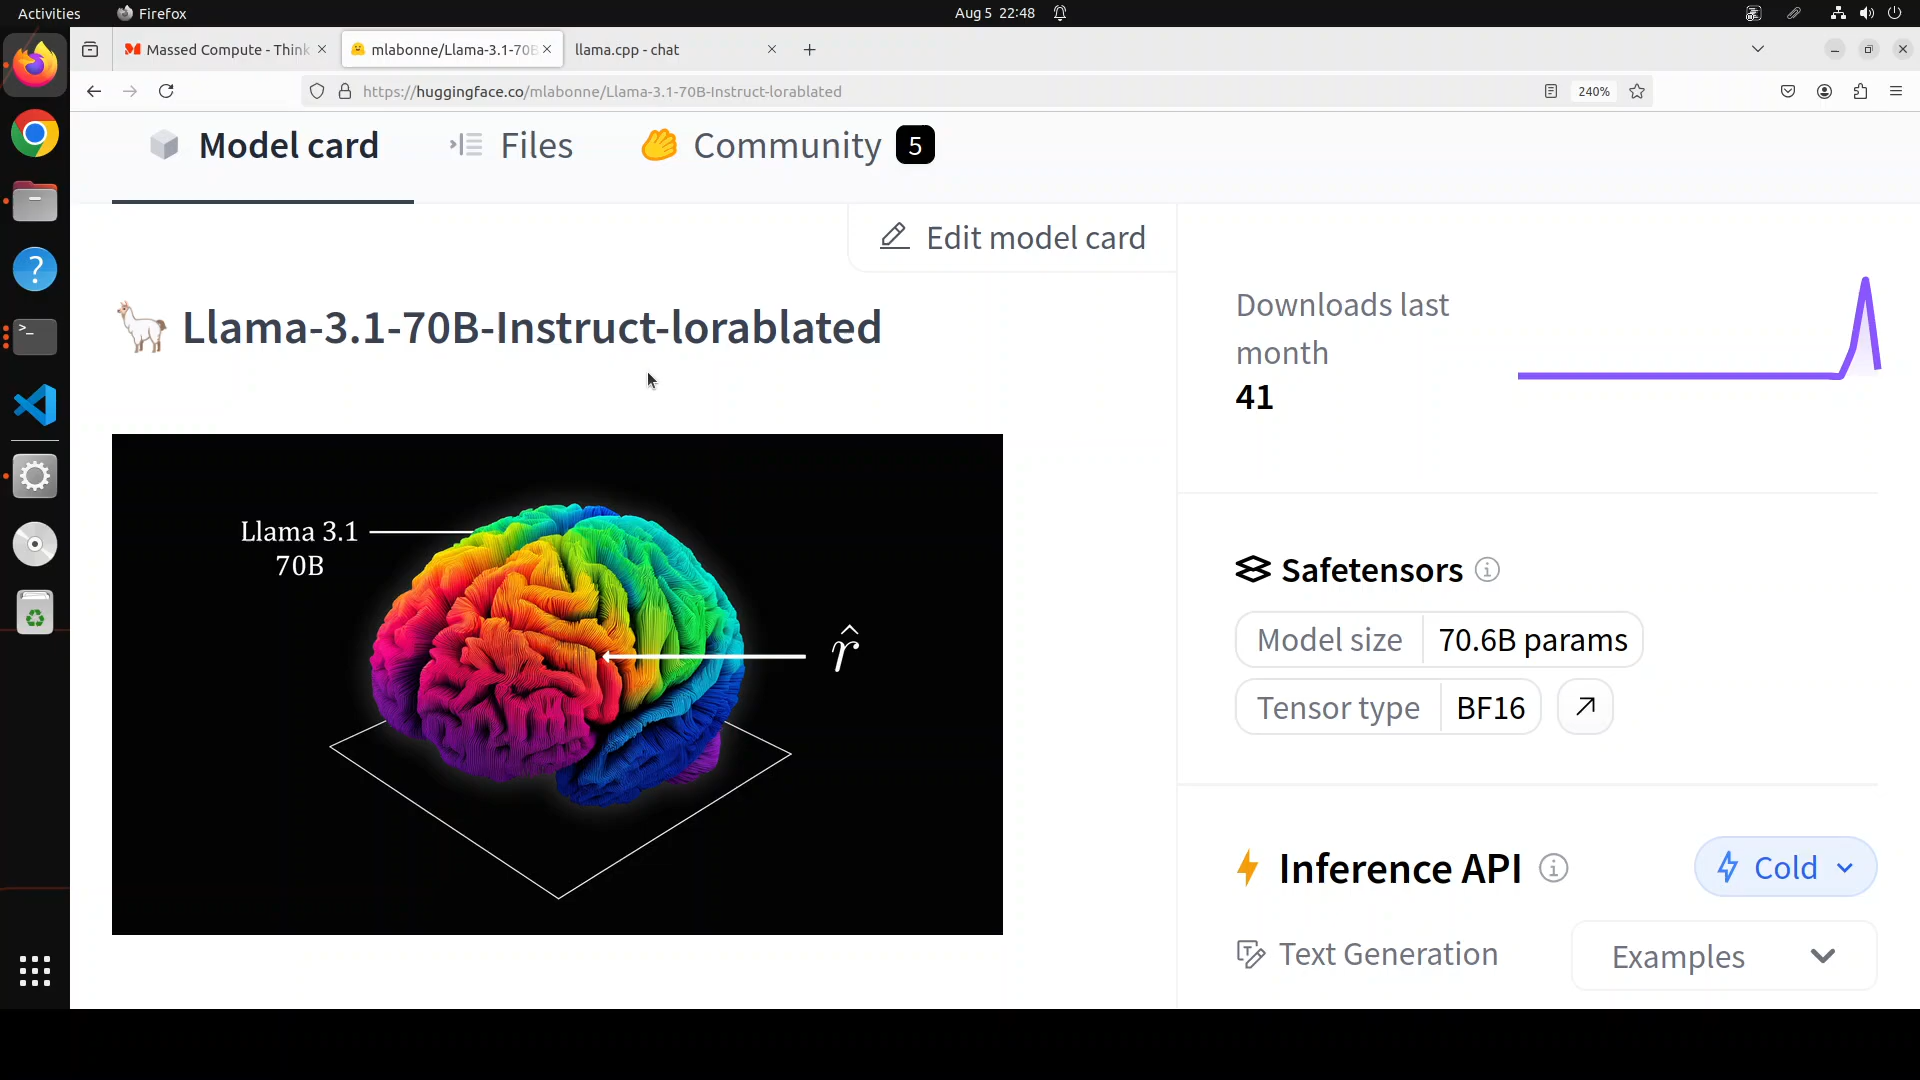 Activities
Firefox
Aug 5 22:48
Massed Compute - Think
mlabonne/Llama-3.1-70B
llama.cpp - chat
https://huggingface.co/mlabonne/Llama-3.1-70B-Instruct-lorablated
240%
Model card
Files
Community 5
Edit model card
Llama-3.1-70B-Instruct-lorablated
Downloads last
month
41
Llama 3.1
70B
r̂
Safetensors
Model size 70.6B params
Tensor type BF16
Inference API
Cold
Text Generation
Examples